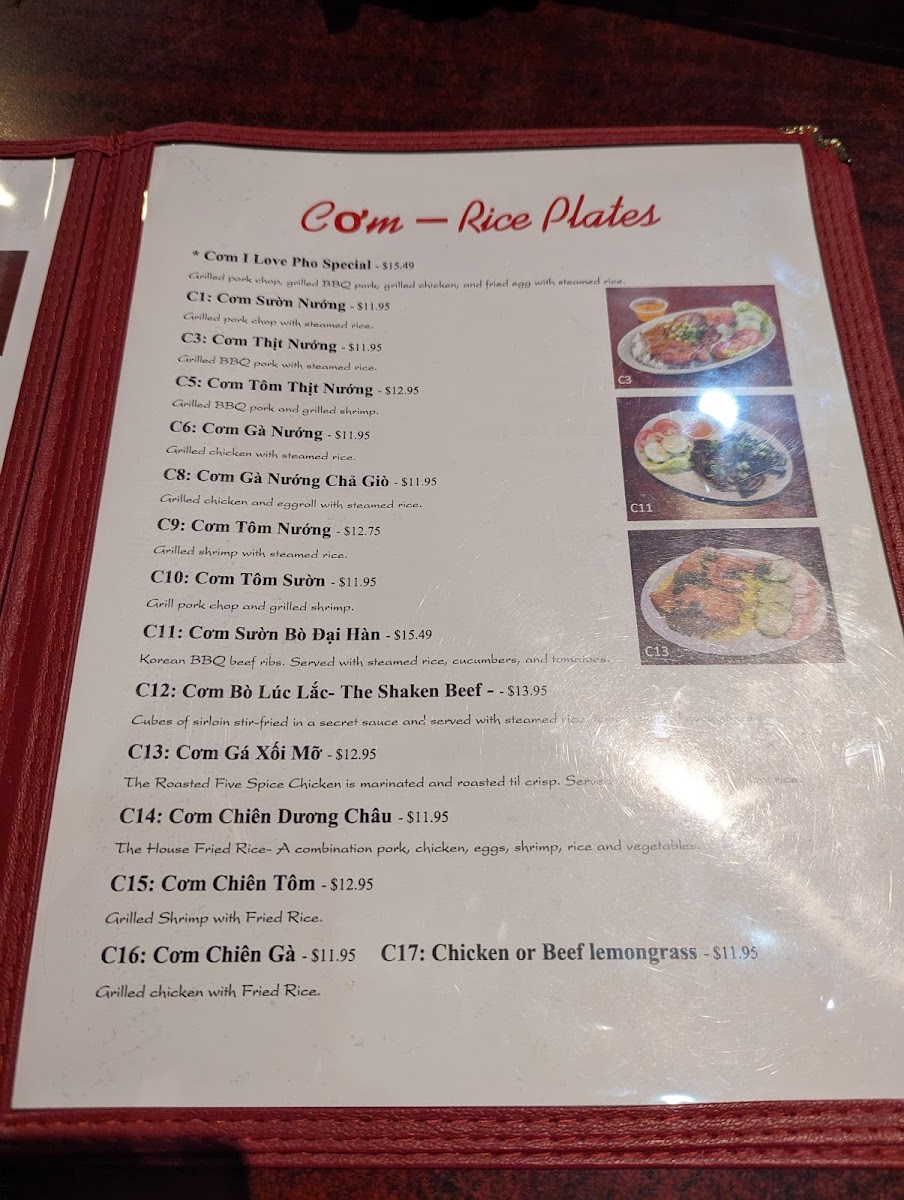 Cơm – Rice Plates
* Cơm I Love Pho Special - $15.49
Grilled pork chop, grilled BBQ pork, grilled chicken, and fried egg with steamed rice.
C1: Cơm Sườn Nướng - $11.95
Grilled pork chop with steamed rice.
C3: Cơm Thịt Nướng - $11.95
Grilled BBQ pork with steamed rice.
C5: Cơm Tôm Thịt Nướng - $12.95
Grilled BBQ pork and grilled shrimp.
C6: Cơm Gà Nướng - $11.95
Grilled chicken with steamed rice.
C8: Cơm Gà Nướng Chả Giò - $11.95
Grilled chicken and eggroll with steamed rice.
C9: Cơm Tôm Nướng - $12.75
Grilled shrimp with steamed rice.
C10: Cơm Tôm Sườn - $11.95
Grill pork chop and grilled shrimp.
C11: Cơm Sườn Bò Đại Hàn - $15.49
Korean BBQ beef ribs. Served with steamed rice, cucumbers, and tomatoes.
C12: Cơm Bò Lúc Lắc- The Shaken Beef - - $13.95
Cubes of sirloin stir-fried in a secret sauce and served with steamed rice
C13: Cơm Gá Xối Mỡ - $12.95
The Roasted Five Spice Chicken is marinated and roasted til crisp. Served rice.
C14: Cơm Chiên Dương Châu - $11.95
The House Fried Rice- A combination pork, chicken, eggs, shrimp, rice and vegetables.
C15: Cơm Chiên Tôm - $12.95
Grilled Shrimp with Fried Rice.
C16: Cơm Chiên Gà - $11.95 C17: Chicken or Beef lemongrass - $11.95
Grilled chicken with Fried Rice.
C3
C11
C13